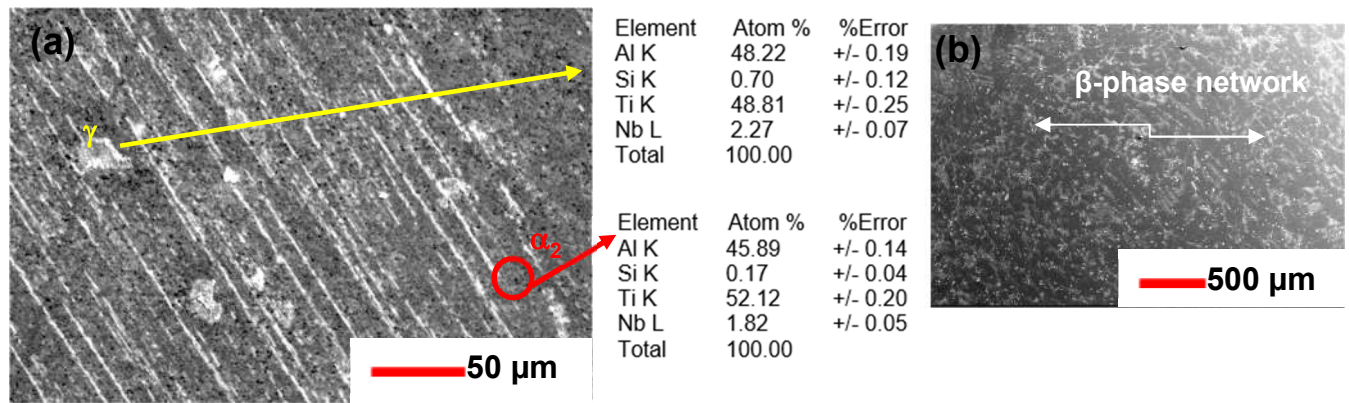 (a)
γ
α₂
50 µm
Element Atom % %Error
Al K 48.22 +/- 0.19
Si K 0.70 +/- 0.12
Ti K 48.81 +/- 0.25
Nb L 2.27 +/- 0.07
Total 100.00
Element Atom % %Error
Al K 45.89 +/- 0.14
Si K 0.17 +/- 0.04
Ti K 52.12 +/- 0.20
Nb L 1.82 +/- 0.05
Total 100.00
(b)
β-phase network
500 µm